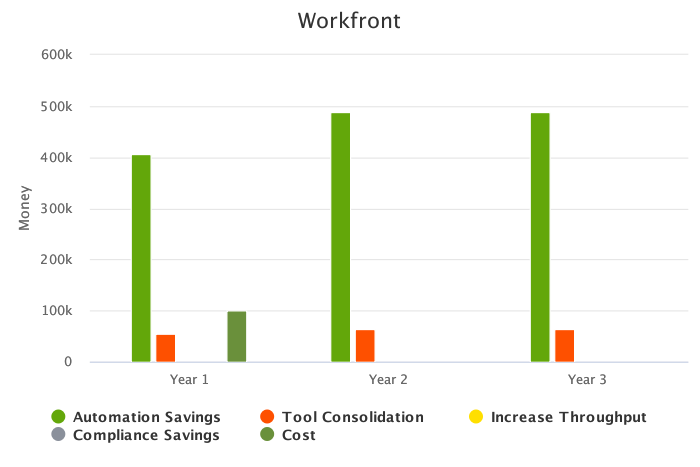 Workfront
600k
500k
400k
300k
200k
100k
0
Money
Year 1 Year 2 Year 3
Automation Savings Tool Consolidation Increase Throughput
Compliance Savings Cost